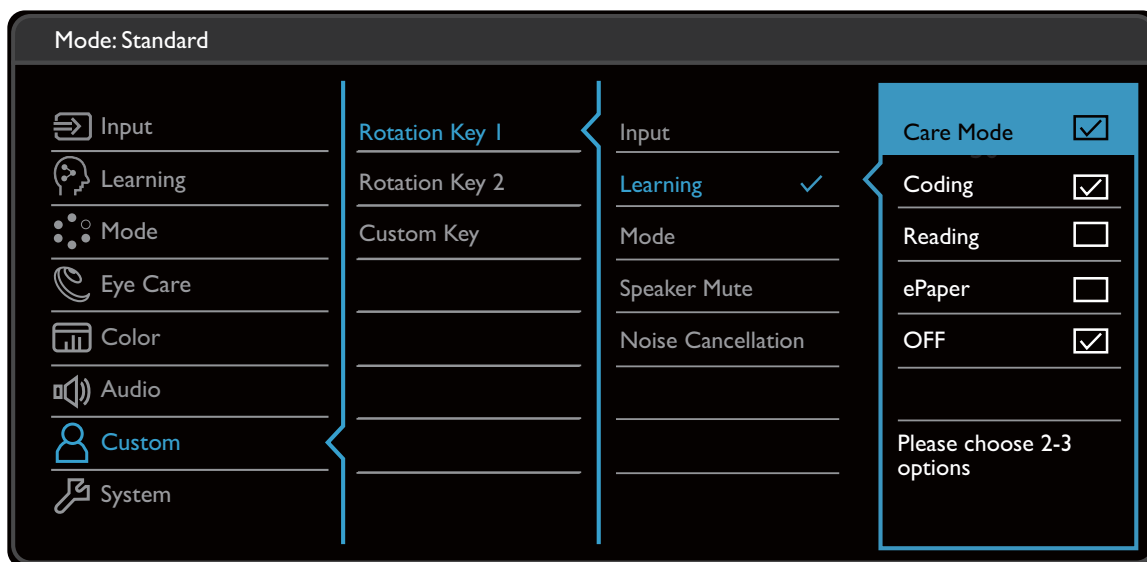 Mode: Standard
Input
Learning
Mode
Eye Care
Color
Audio
Custom
System
Rotation Key 1
Rotation Key 2
Custom Key
Input
Learning
Mode
Speaker Mute
Noise Cancellation
Care Mode
Coding
Reading
ePaper
OFF
Please choose 2-3
options